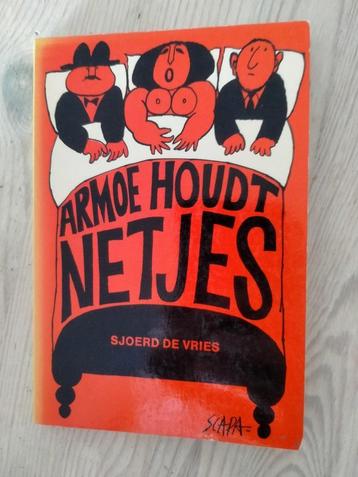 ARMOE HOUDT
NETJES
SJOERD DE VRIES
SCAPA